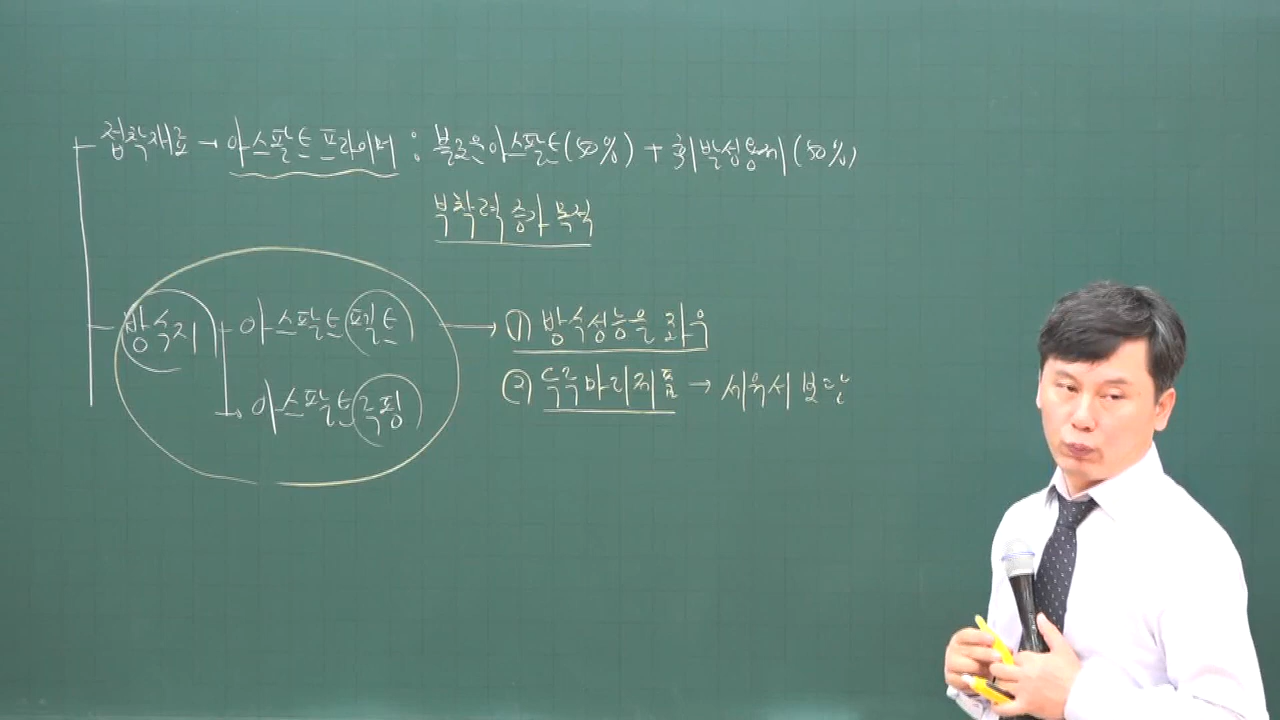 접착재료 → 아스팔트 프라이머 : 블로운아스팔트(50%) + 휘발성용제(50%)
부착력 증가 목적
방수지 아스팔트펠트 → ① 방수성능을 좌우
아스팔트루핑 ② 두루마리제품 → 세워서 보관